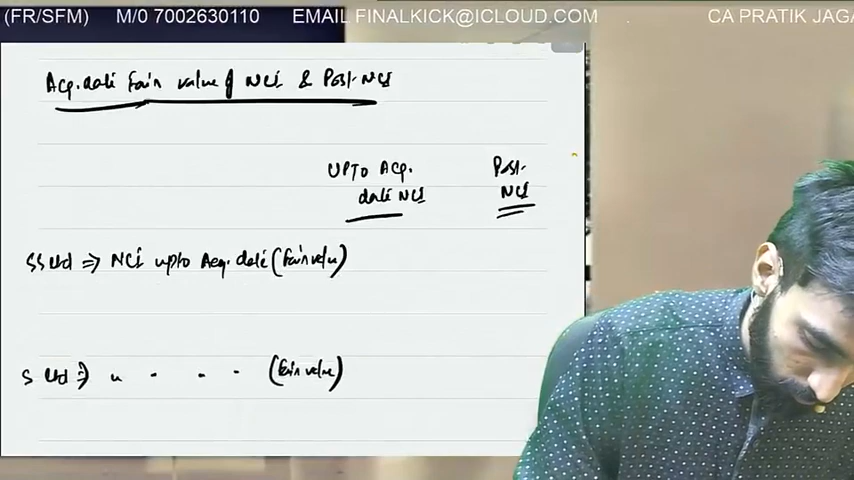 (FR/SFM) M/0 7002630110 EMAIL FINALKICK@ICLOUD.COM CA PRATIK JAGA
Acq. date Fair value of NCI & Post-NCI
UPTO Acq. Post-
date NCI NCI
SS Ltd ⇒ NCI upto Acq. date (Fair value)
S Ltd ⇒ " " " " (Fair value)